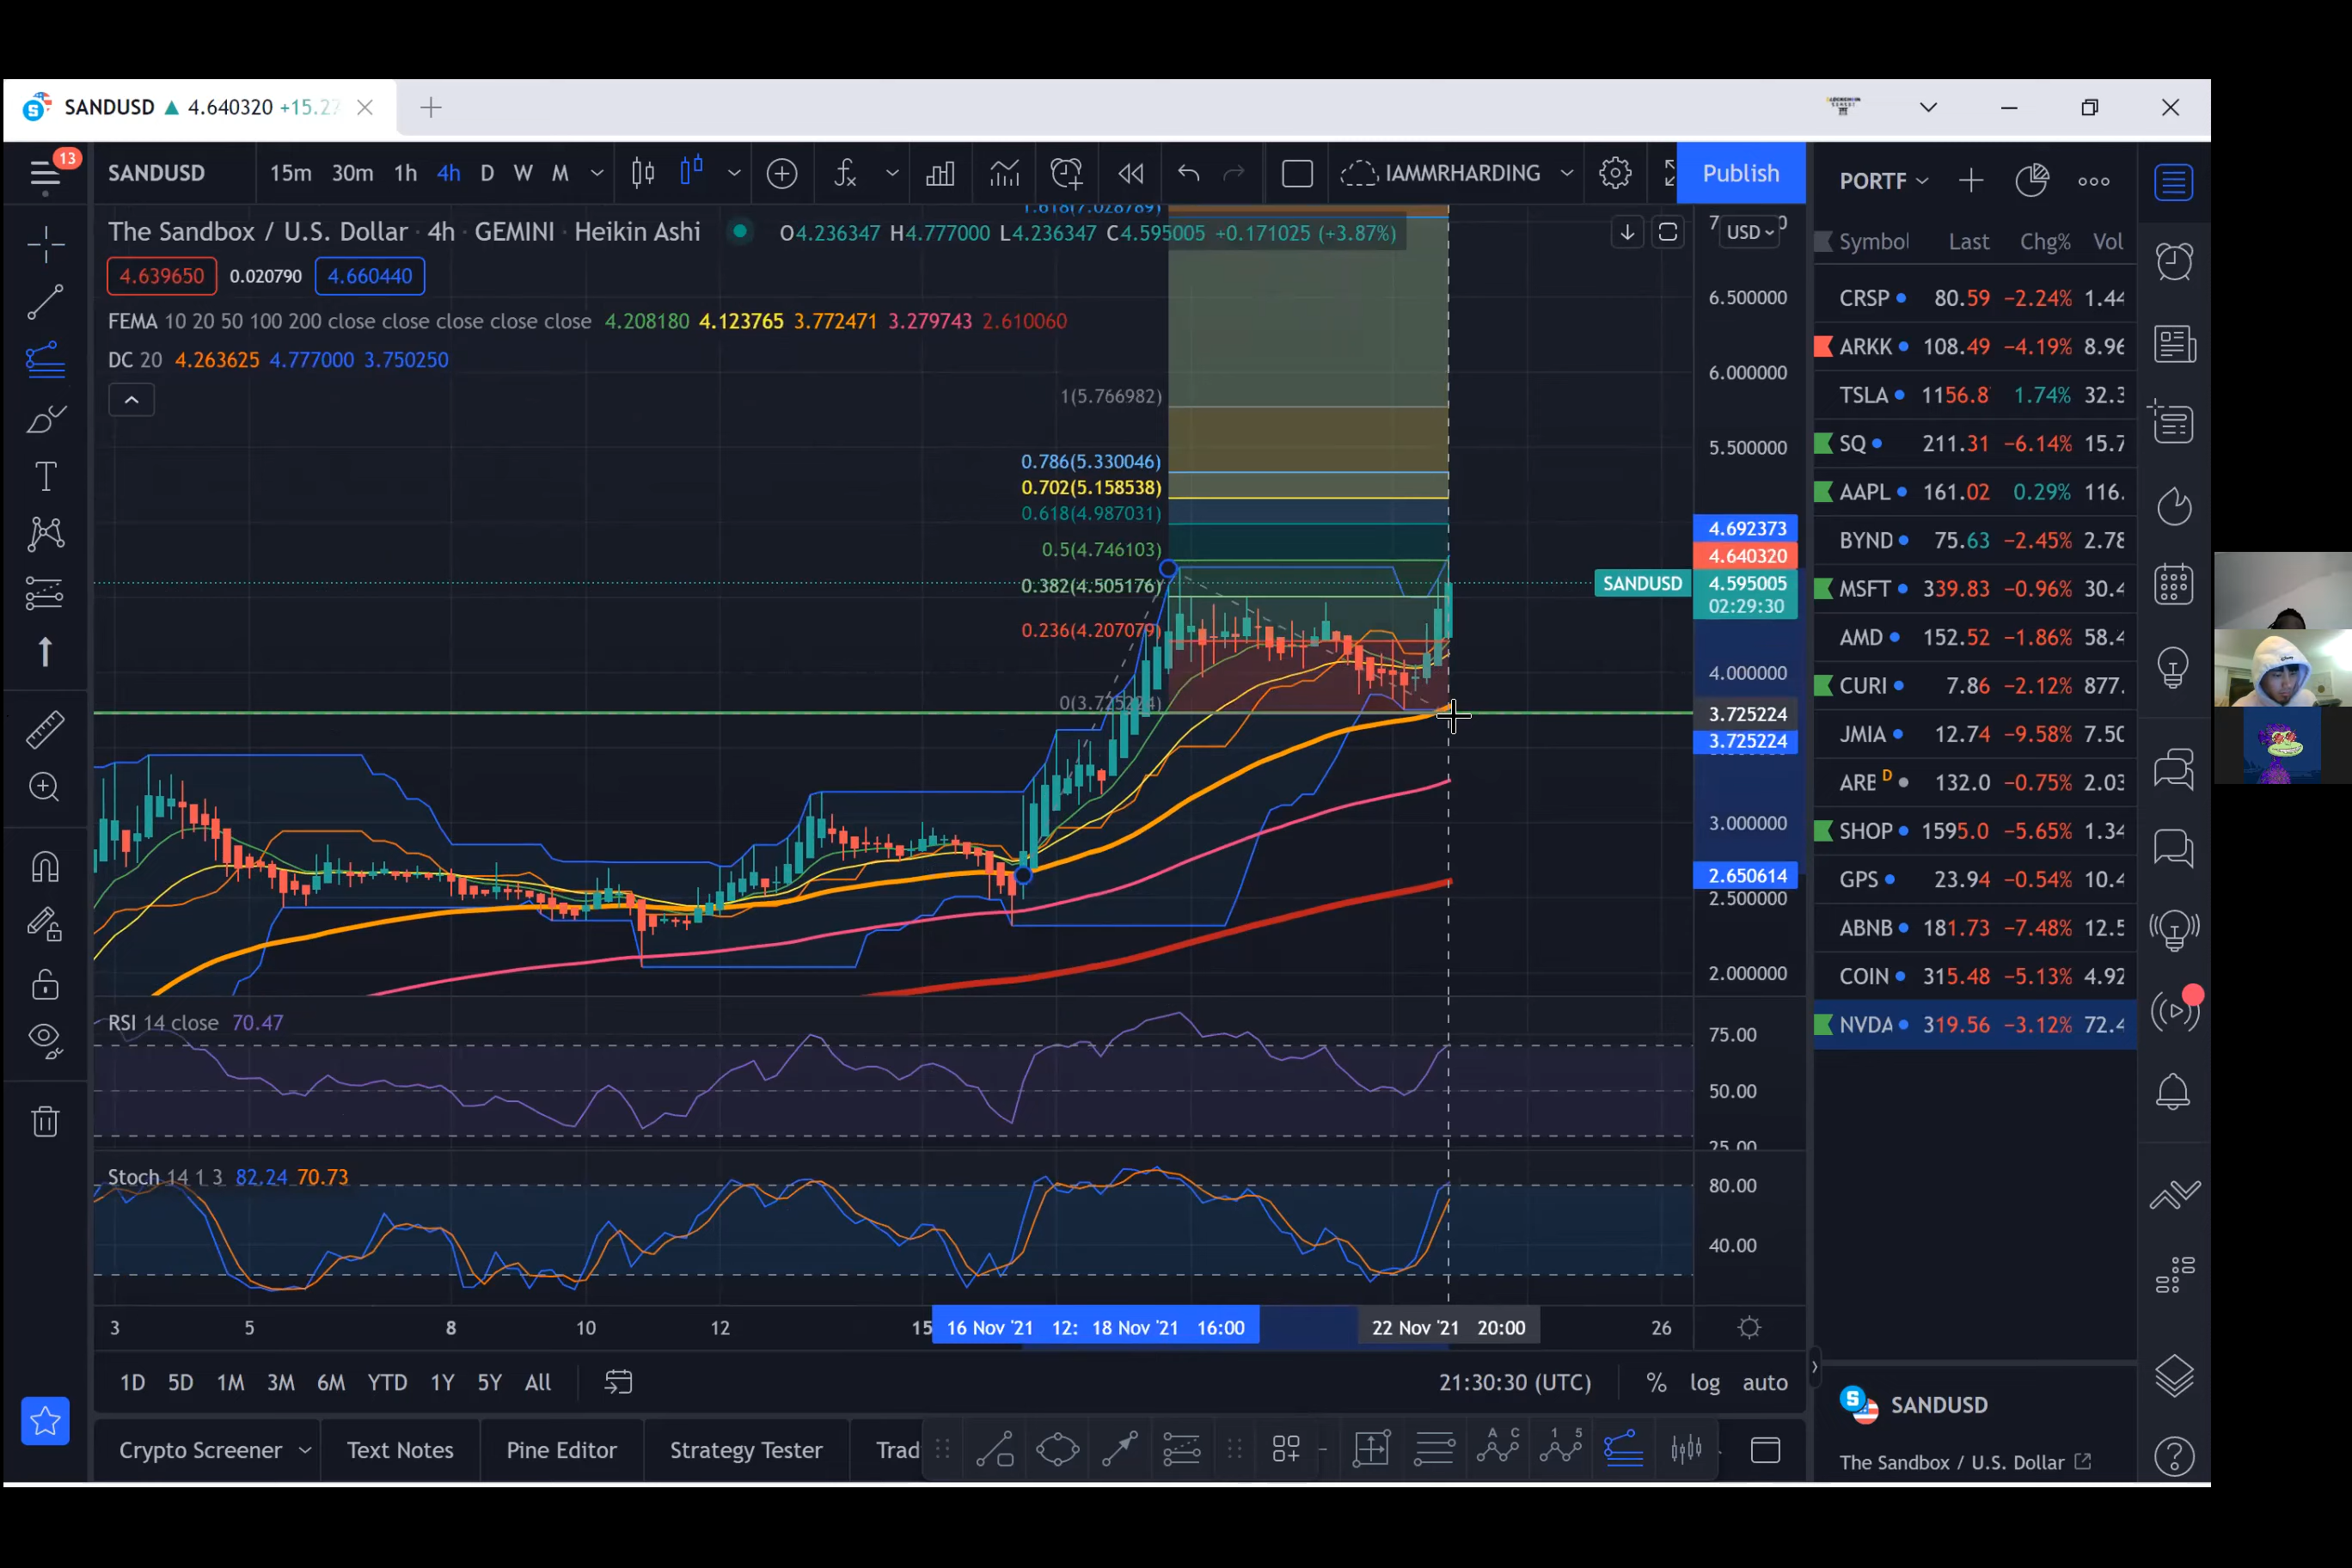 SANDUSD ▲ 4.640320 +15.27
13
SANDUSD 15m 30m 1h 4h D W M IAMMRHARDING Publish
The Sandbox / U.S. Dollar · 4h · GEMINI · Heikin Ashi O4.236347 H4.777000 L4.236347 C4.595005 +0.171025 (+3.87%)
4.639650 0.020790 4.660440
FEMA 10 20 50 100 200 close close close close close 4.208180 4.123765 3.772471 3.279743 2.610060
DC 20 4.263625 4.777000 3.750250
1.618(7.028789)
1(5.766982)
0.786(5.330046)
0.702(5.158538)
0.618(4.987031)
0.5(4.746103)
0.382(4.505176)
0.236(4.207079)
0(3.725224)
USD
6.500000
6.000000
5.500000
4.692373
4.640320
SANDUSD 4.595005
02:29:30
4.000000
3.725224
3.725224
3.000000
2.650614
2.500000
2.000000
RSI 14 close 70.47
75.00
50.00
25.00
Stoch 14 1 3 82.24 70.73
80.00
40.00
3 5 8 10 12 15 16 Nov '21 12: 18 Nov '21 16:00 22 Nov '21 20:00 26
1D 5D 1M 3M 6M YTD 1Y 5Y All 21:30:30 (UTC) % log auto
Crypto Screener Text Notes Pine Editor Strategy Tester Trad
A C
1 5
PORTF
Symbol Last Chg% Vol
CRSP 80.59 −2.24% 1.44
ARKK 108.49 −4.19% 8.96
TSLA 1156.8 1.74% 32.3
SQ 211.31 −6.14% 15.7
AAPL 161.02 0.29% 116.
BYND 75.63 −2.45% 2.78
MSFT 339.83 −0.96% 30.4
AMD 152.52 −1.86% 58.4
CURI 7.86 −2.12% 877.
JMIA 12.74 −9.58% 7.50
ARE D 132.0 −0.75% 2.03
SHOP 1595.0 −5.65% 1.34
GPS 23.94 −0.54% 10.4
ABNB 181.73 −7.48% 12.5
COIN 315.48 −5.13% 4.92
NVDA 319.56 −3.12% 72.4
SANDUSD
The Sandbox / U.S. Dollar